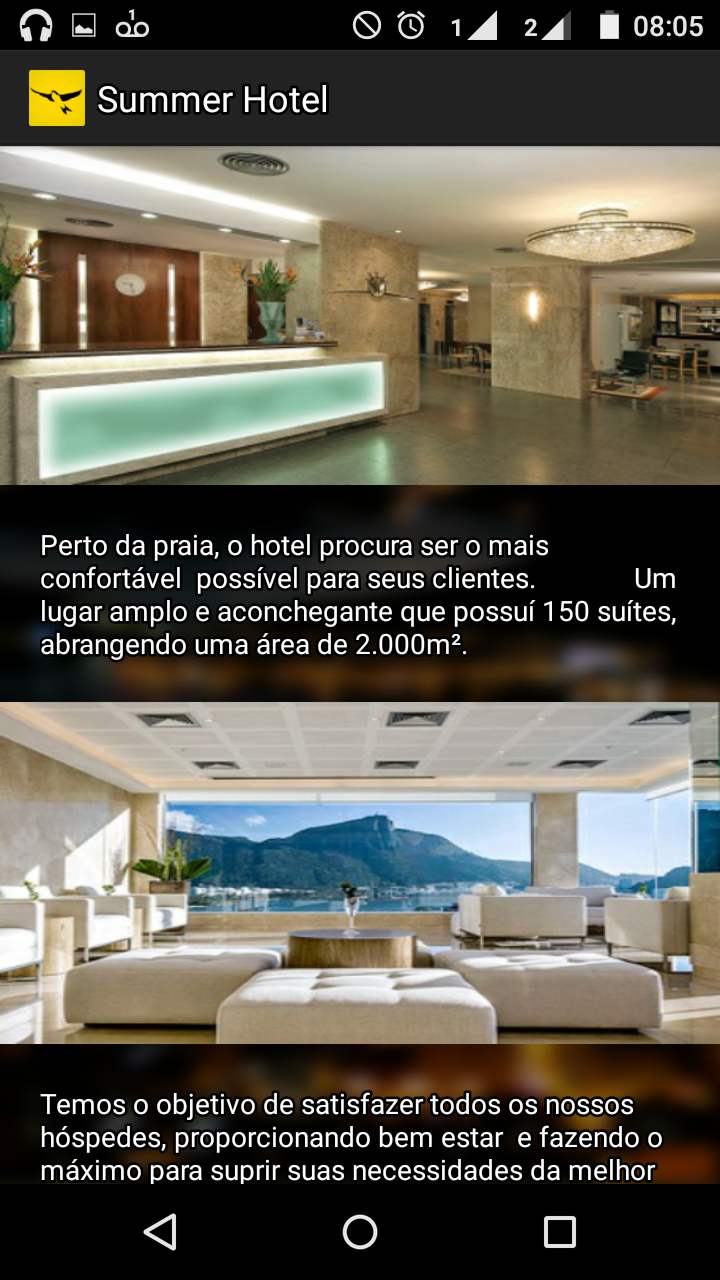 1 2 08:05
Summer Hotel
Perto da praia, o hotel procura ser o mais
confortável  possível para seus clientes. Um
lugar amplo e aconchegante que possuí 150 suítes,
abrangendo uma área de 2.000m².
Temos o objetivo de satisfazer todos os nossos
hóspedes, proporcionando bem estar  e fazendo o
máximo para suprir suas necessidades da melhor